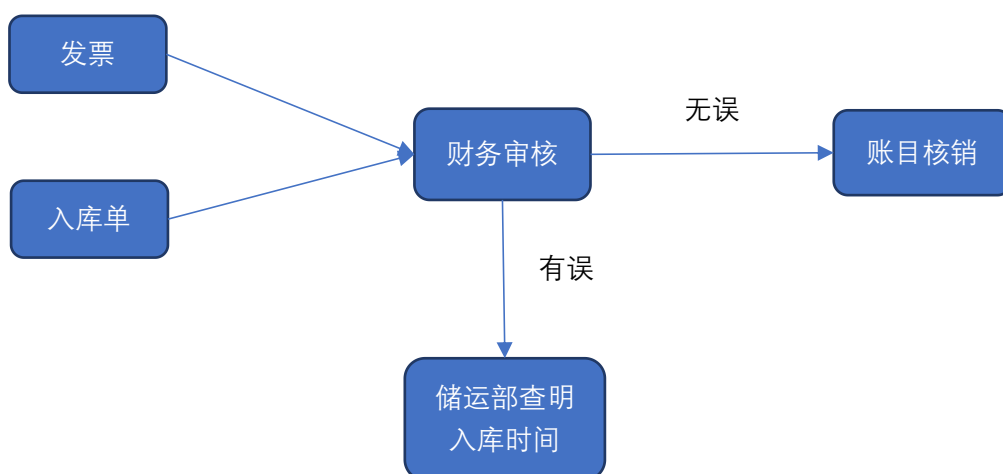 发票
入库单
财务审核
无误
账目核销
有误
储运部查明
入库时间